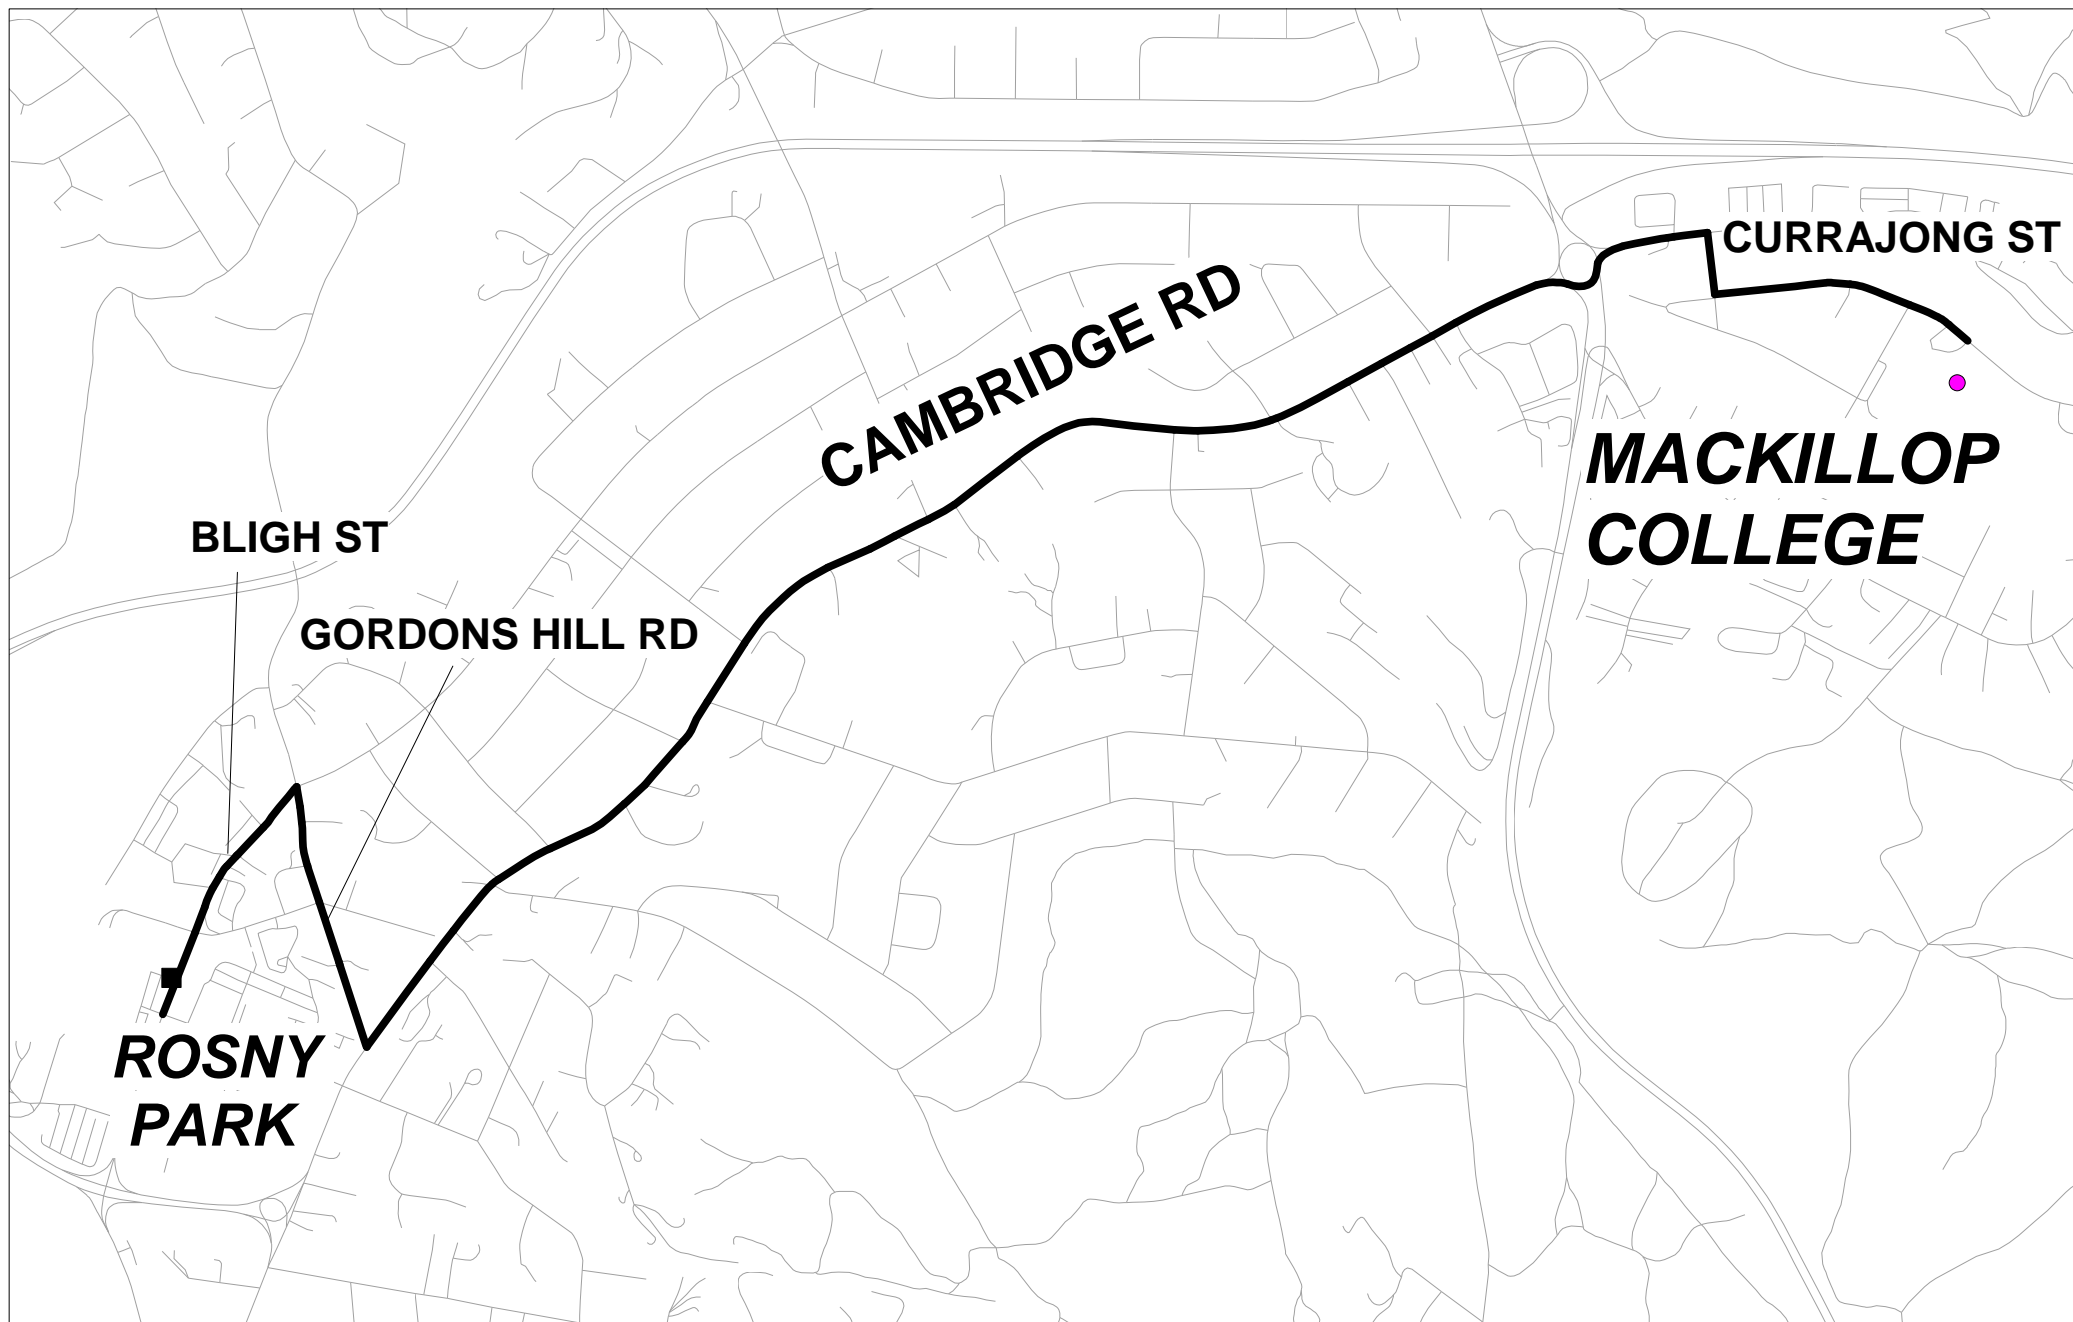 CURRAJONG ST
CAMBRIDGE RD
MACKILLOP
COLLEGE
BLIGH ST
GORDONS HILL RD
ROSNY
PARK